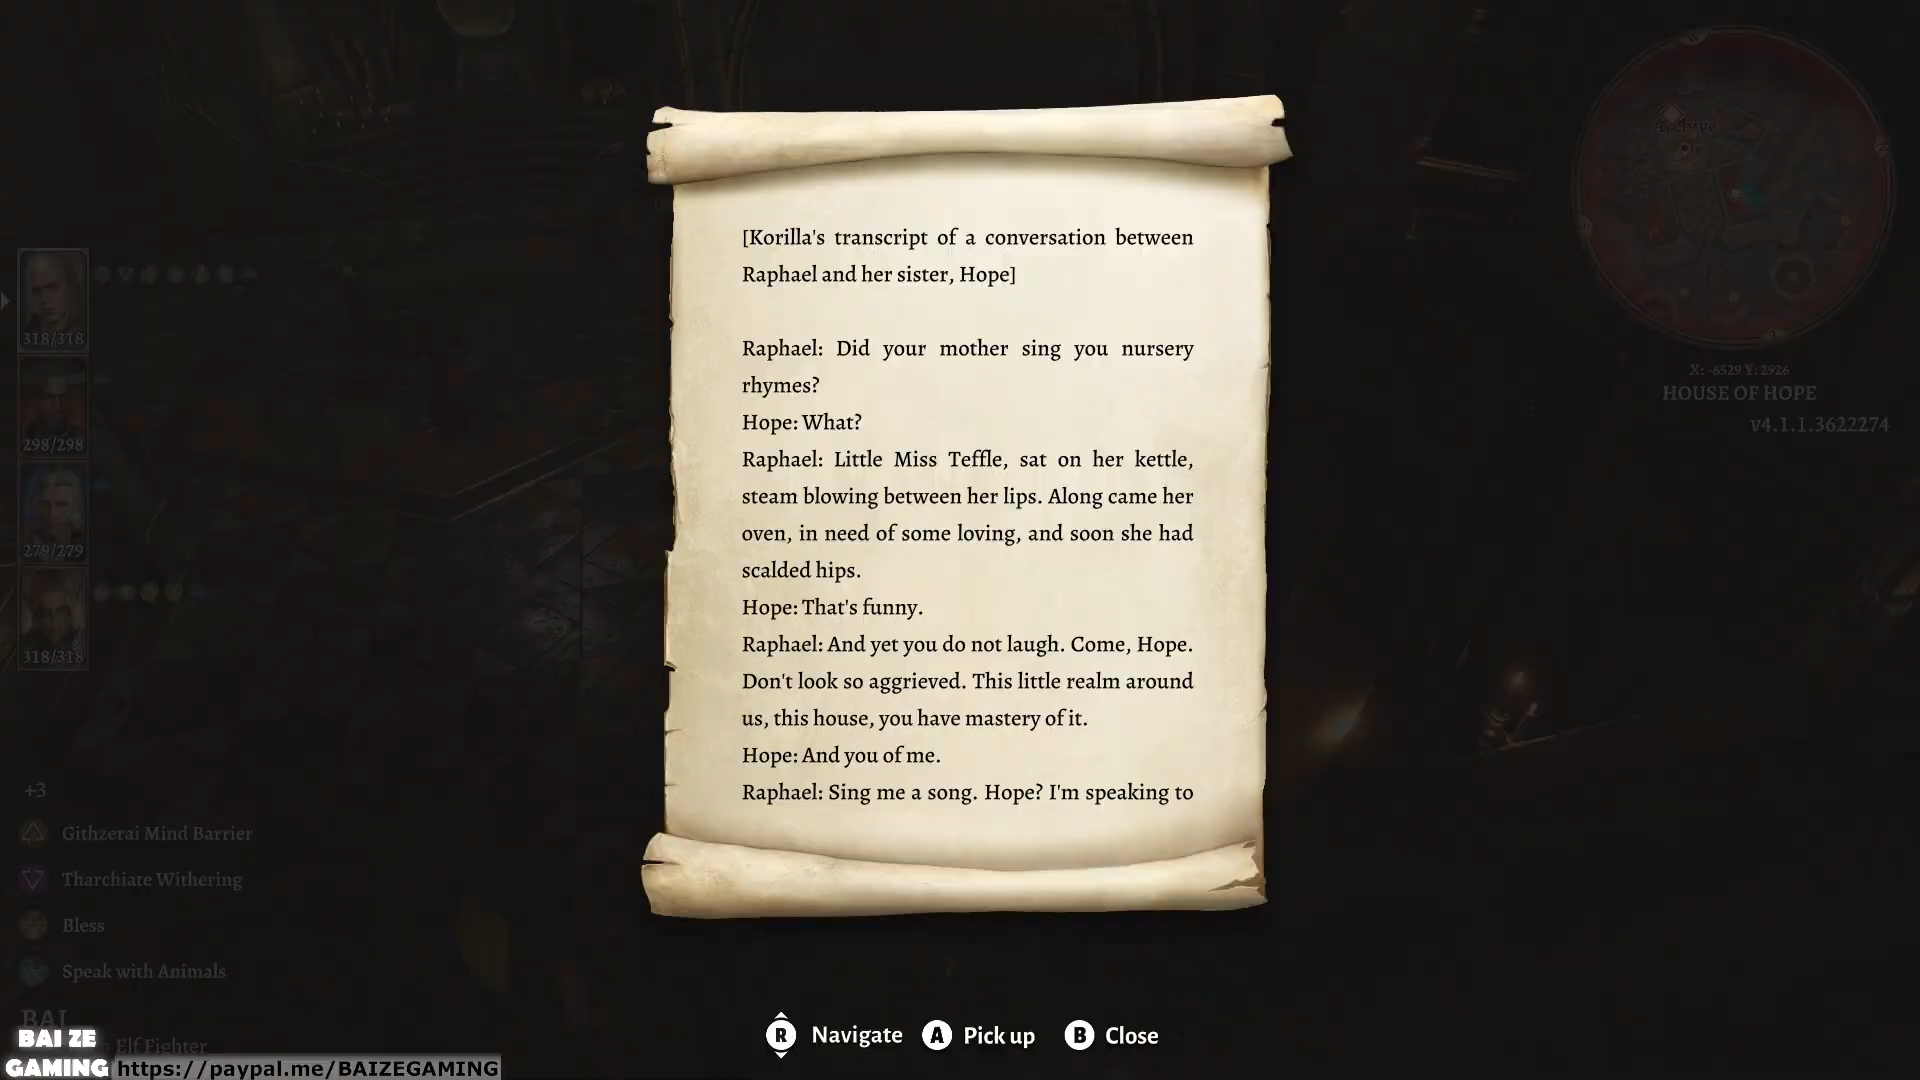 [Korilla's transcript of a conversation between
Raphael and her sister, Hope]
Raphael: Did your mother sing you nursery
rhymes?
Hope: What?
Raphael: Little Miss Teffle, sat on her kettle,
steam blowing between her lips. Along came her
oven, in need of some loving, and soon she had
scalded hips.
Hope: That's funny.
Raphael: And yet you do not laugh. Come, Hope.
Don't look so aggrieved. This little realm around
us, this house, you have mastery of it.
Hope: And you of me.
Raphael: Sing me a song. Hope? I'm speaking to
Archive
X: -6529 Y: 2926
HOUSE OF HOPE
v4.1.1.3622274
318/318
298/298
279/279
318/318
+3
Githzerai Mind Barrier
Tharchiate Withering
Bless
Speak with Animals
BAI
Elf Fighter
BAI ZE
GAMING https://paypal.me/BAIZEGAMING
R Navigate A Pick up B Close